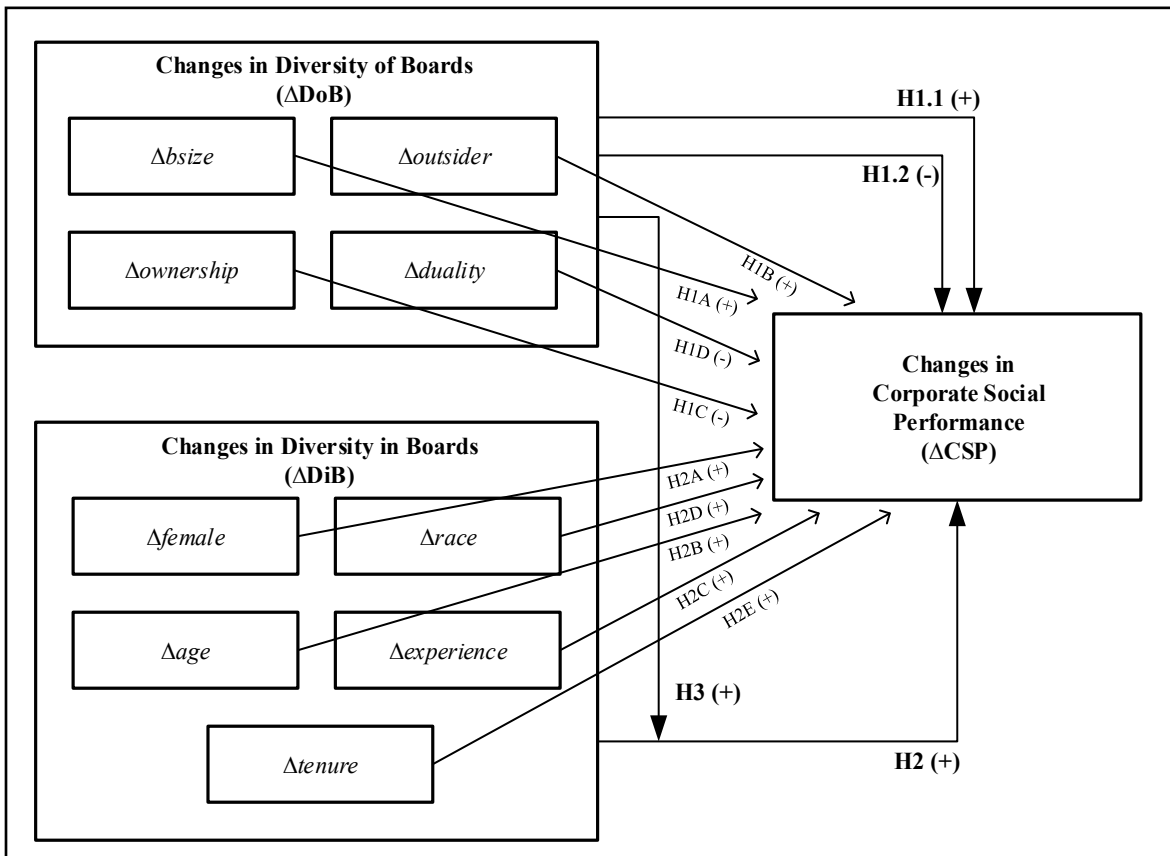 Changes in Diversity of Boards
(ΔDoB)
Δbsize
Δoutsider
Δownership
Δduality
H1.1 (+)
H1.2 (-)
H1B (+)
H1A (+)
H1D (-)
H1C (-)
Changes in
Corporate Social
Performance
(ΔCSP)
Changes in Diversity in Boards
(ΔDiB)
Δfemale
Δrace
Δage
Δexperience
Δtenure
H2A (+)
H2D (+)
H2B (+)
H2C (+)
H2E (+)
H3 (+)
H2 (+)